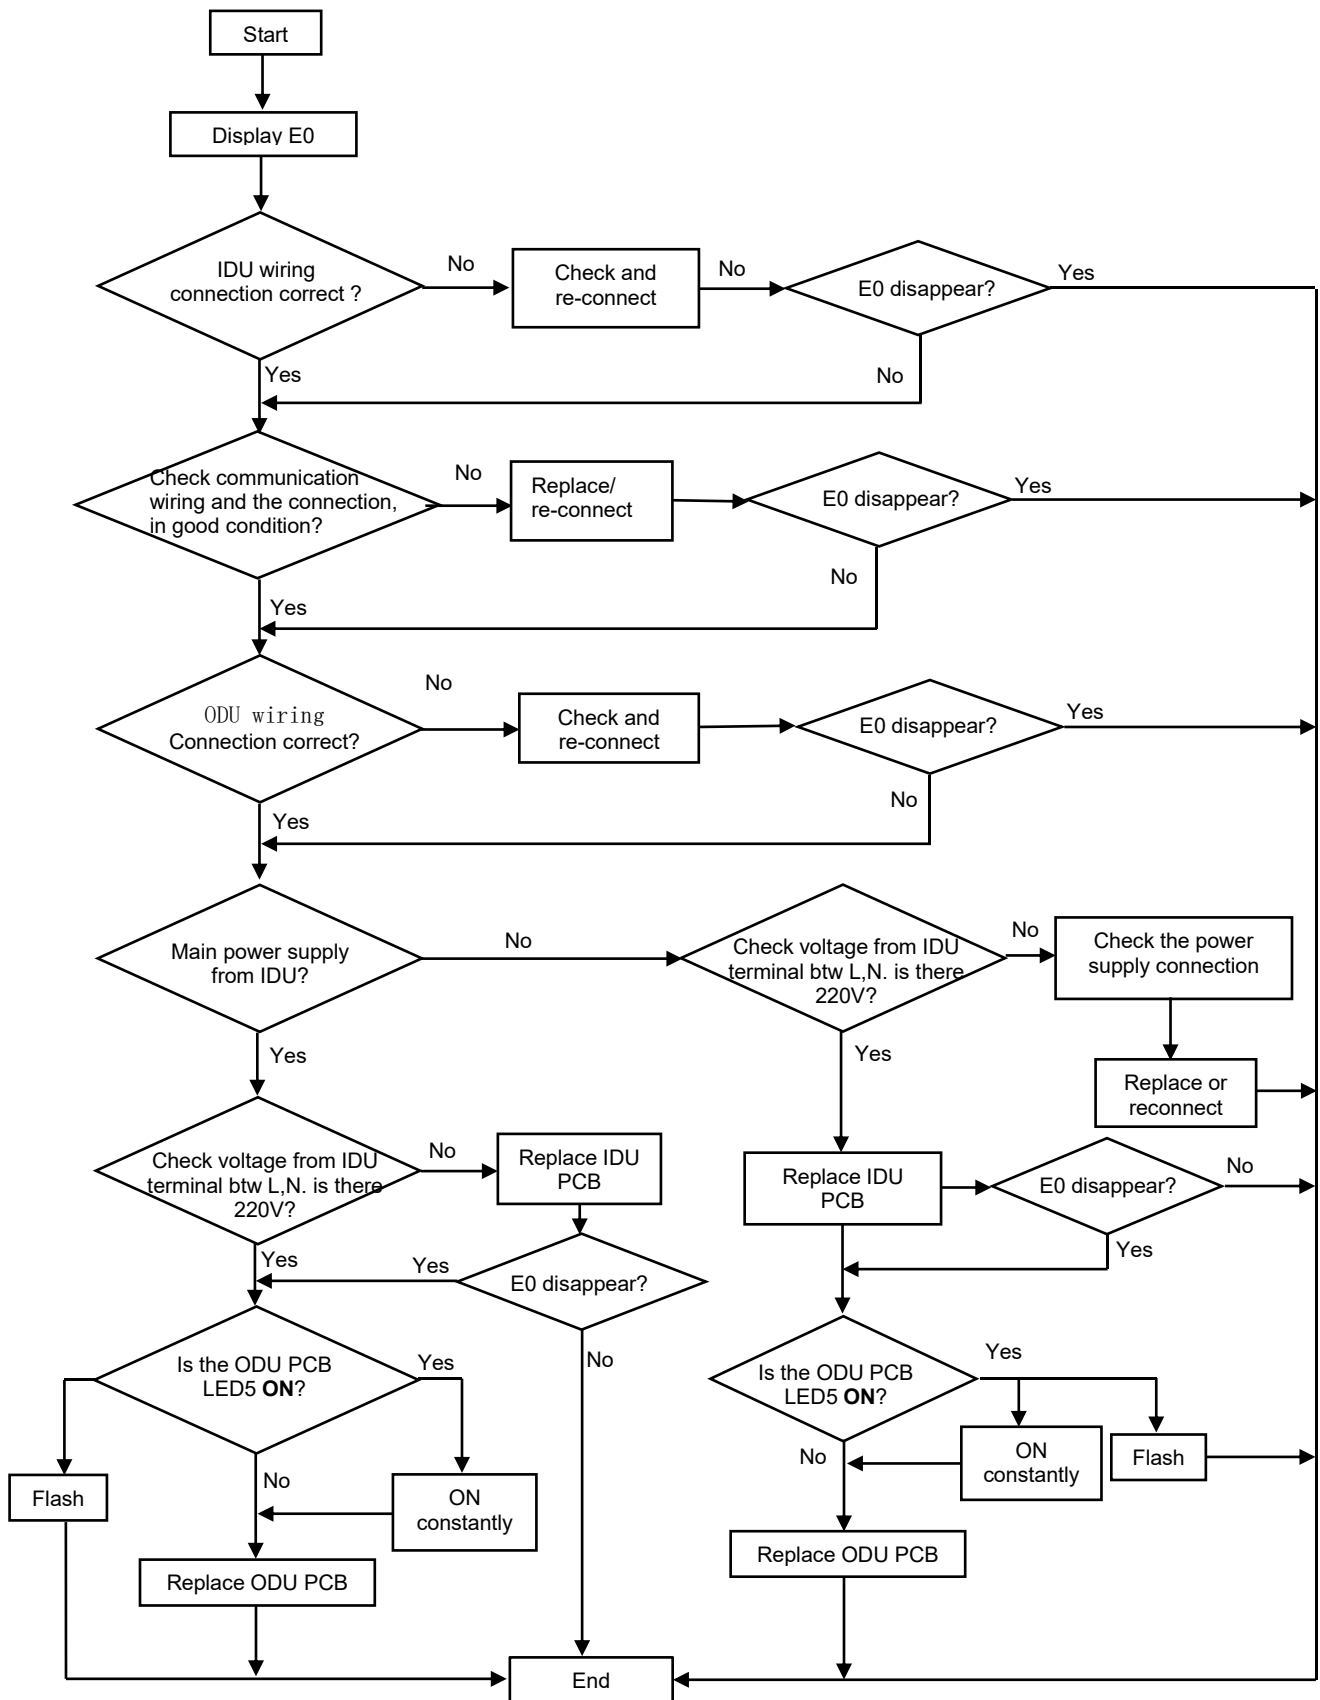 Start
Display E0
IDU wiring
connection correct ?
No
Check and
re-connect
No
E0 disappear?
Yes
Yes
No
Check communication
wiring and the connection,
in good condition?
No
Replace/
re-connect
E0 disappear?
Yes
No
Yes
ODU wiring
Connection correct?
No
Check and
re-connect
E0 disappear?
Yes
No
Yes
Main power supply
from IDU?
No
Check voltage from IDU
terminal btw L,N. is there
220V?
No
Check the power
supply connection
Yes
Yes
Replace or
reconnect
Check voltage from IDU
terminal btw L,N. is there
220V?
No
Replace IDU
PCB
Replace IDU
PCB
E0 disappear?
No
Yes
Yes
Yes
E0 disappear?
No
Is the ODU PCB
LED5 ON?
Yes
Is the ODU PCB
LED5 ON?
Yes
No
Flash
ON
constantly
No
ON
constantly
Flash
Replace ODU PCB
Replace ODU PCB
End